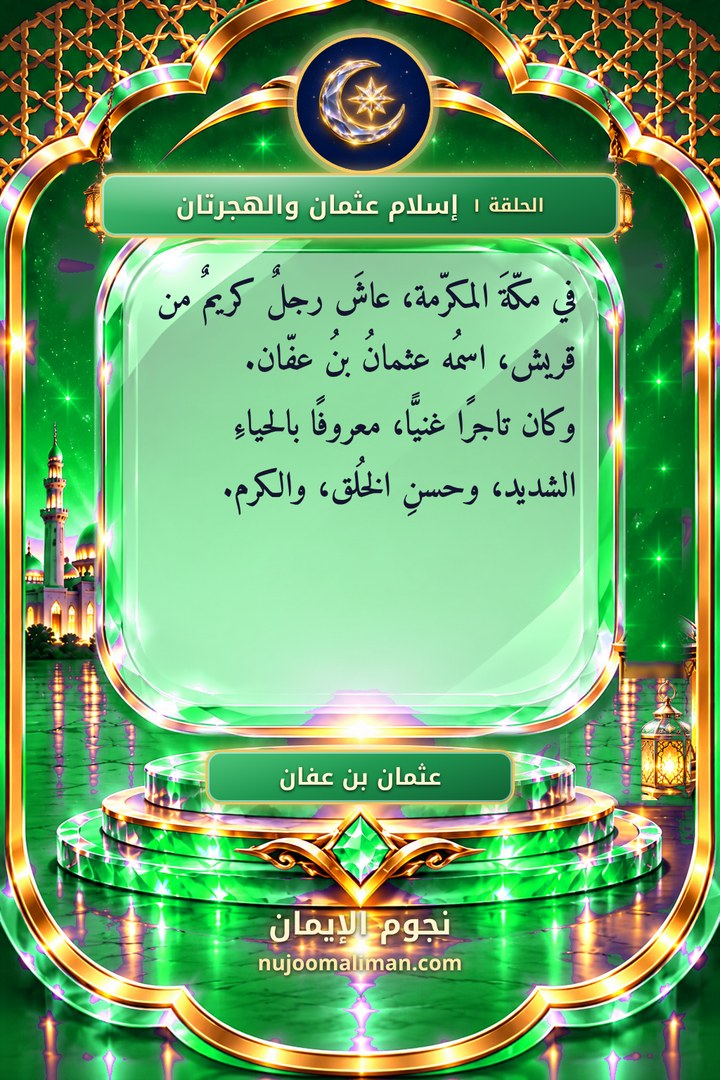 الحلقة ١ إسلام عثمان والهجرتان
في مكّةَ المكرّمة، عاشَ رجلٌ كريمٌ من
قريش، اسمُه عثمانُ بنُ عفّان.
وكان تاجرًا غنيًّا، معروفًا بالحياءِ
الشديد، وحسنِ الخُلق، والكرم.
عثمان بن عفان
نجوم الإيمان
nujoomaliman.com